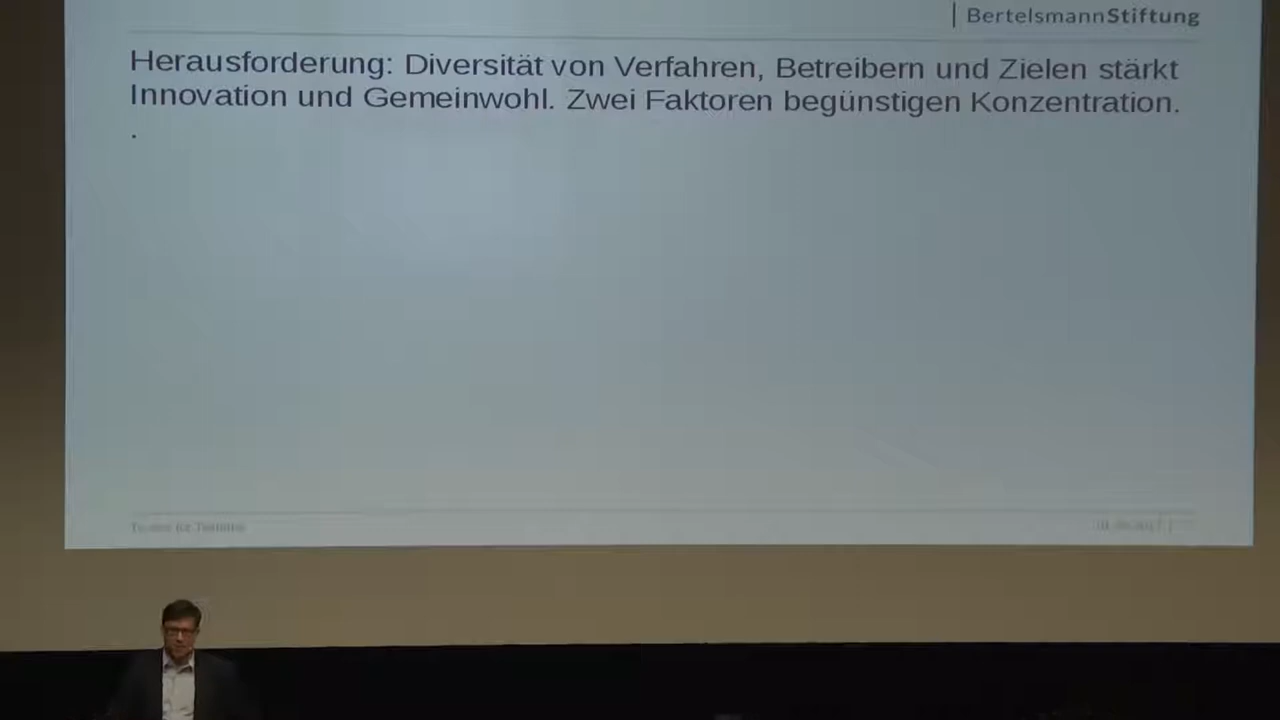 BertelsmannStiftung
Herausforderung: Diversität von Verfahren, Betreibern und Zielen stärkt
Innovation und Gemeinwohl. Zwei Faktoren begünstigen Konzentration.
.